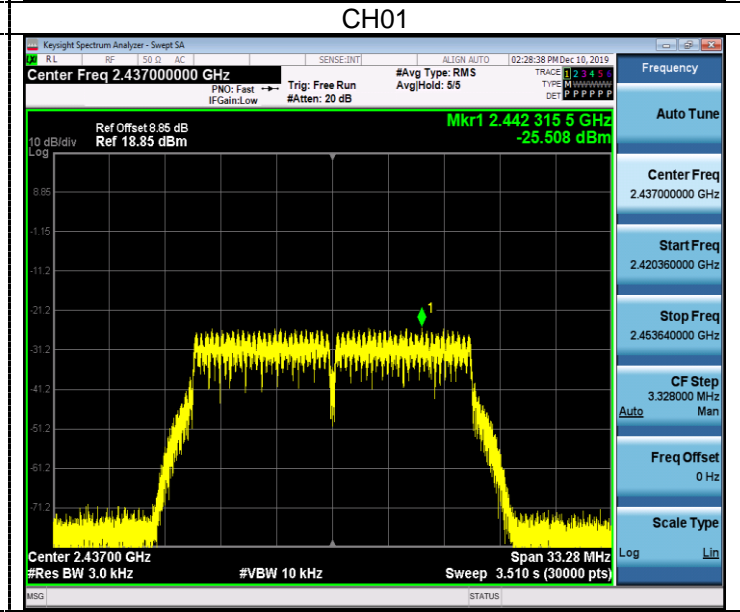 CH01
Keysight Spectrum Analyzer - Swept SA
RL RF 50 Ω AC SENSE:INT ALIGN AUTO 02:28:38 PM Dec 10, 2019
Center Freq 2.437000000 GHz
PNO: Fast
IFGain:Low
Trig: Free Run
#Atten: 20 dB
#Avg Type: RMS
Avg|Hold: 5/5
TRACE 1 2 3 4 5 6
TYPE M
DET P P P P P P
Ref Offset 8.85 dB
10 dB/div Ref 18.85 dBm
Log
Mkr1 2.442 315 5 GHz
-25.508 dBm
8.85
-1.15
-11.2
-21.2
-31.2
-41.2
-51.2
-61.2
-71.2
1
Center 2.43700 GHz Span 33.28 MHz
#Res BW 3.0 kHz #VBW 10 kHz Sweep 3.510 s (30000 pts)
MSG STATUS
Frequency
Auto Tune
Center Freq
2.437000000 GHz
Start Freq
2.420360000 GHz
Stop Freq
2.453640000 GHz
CF Step
3.328000 MHz
Auto Man
Freq Offset
0 Hz
Scale Type
Log Lin